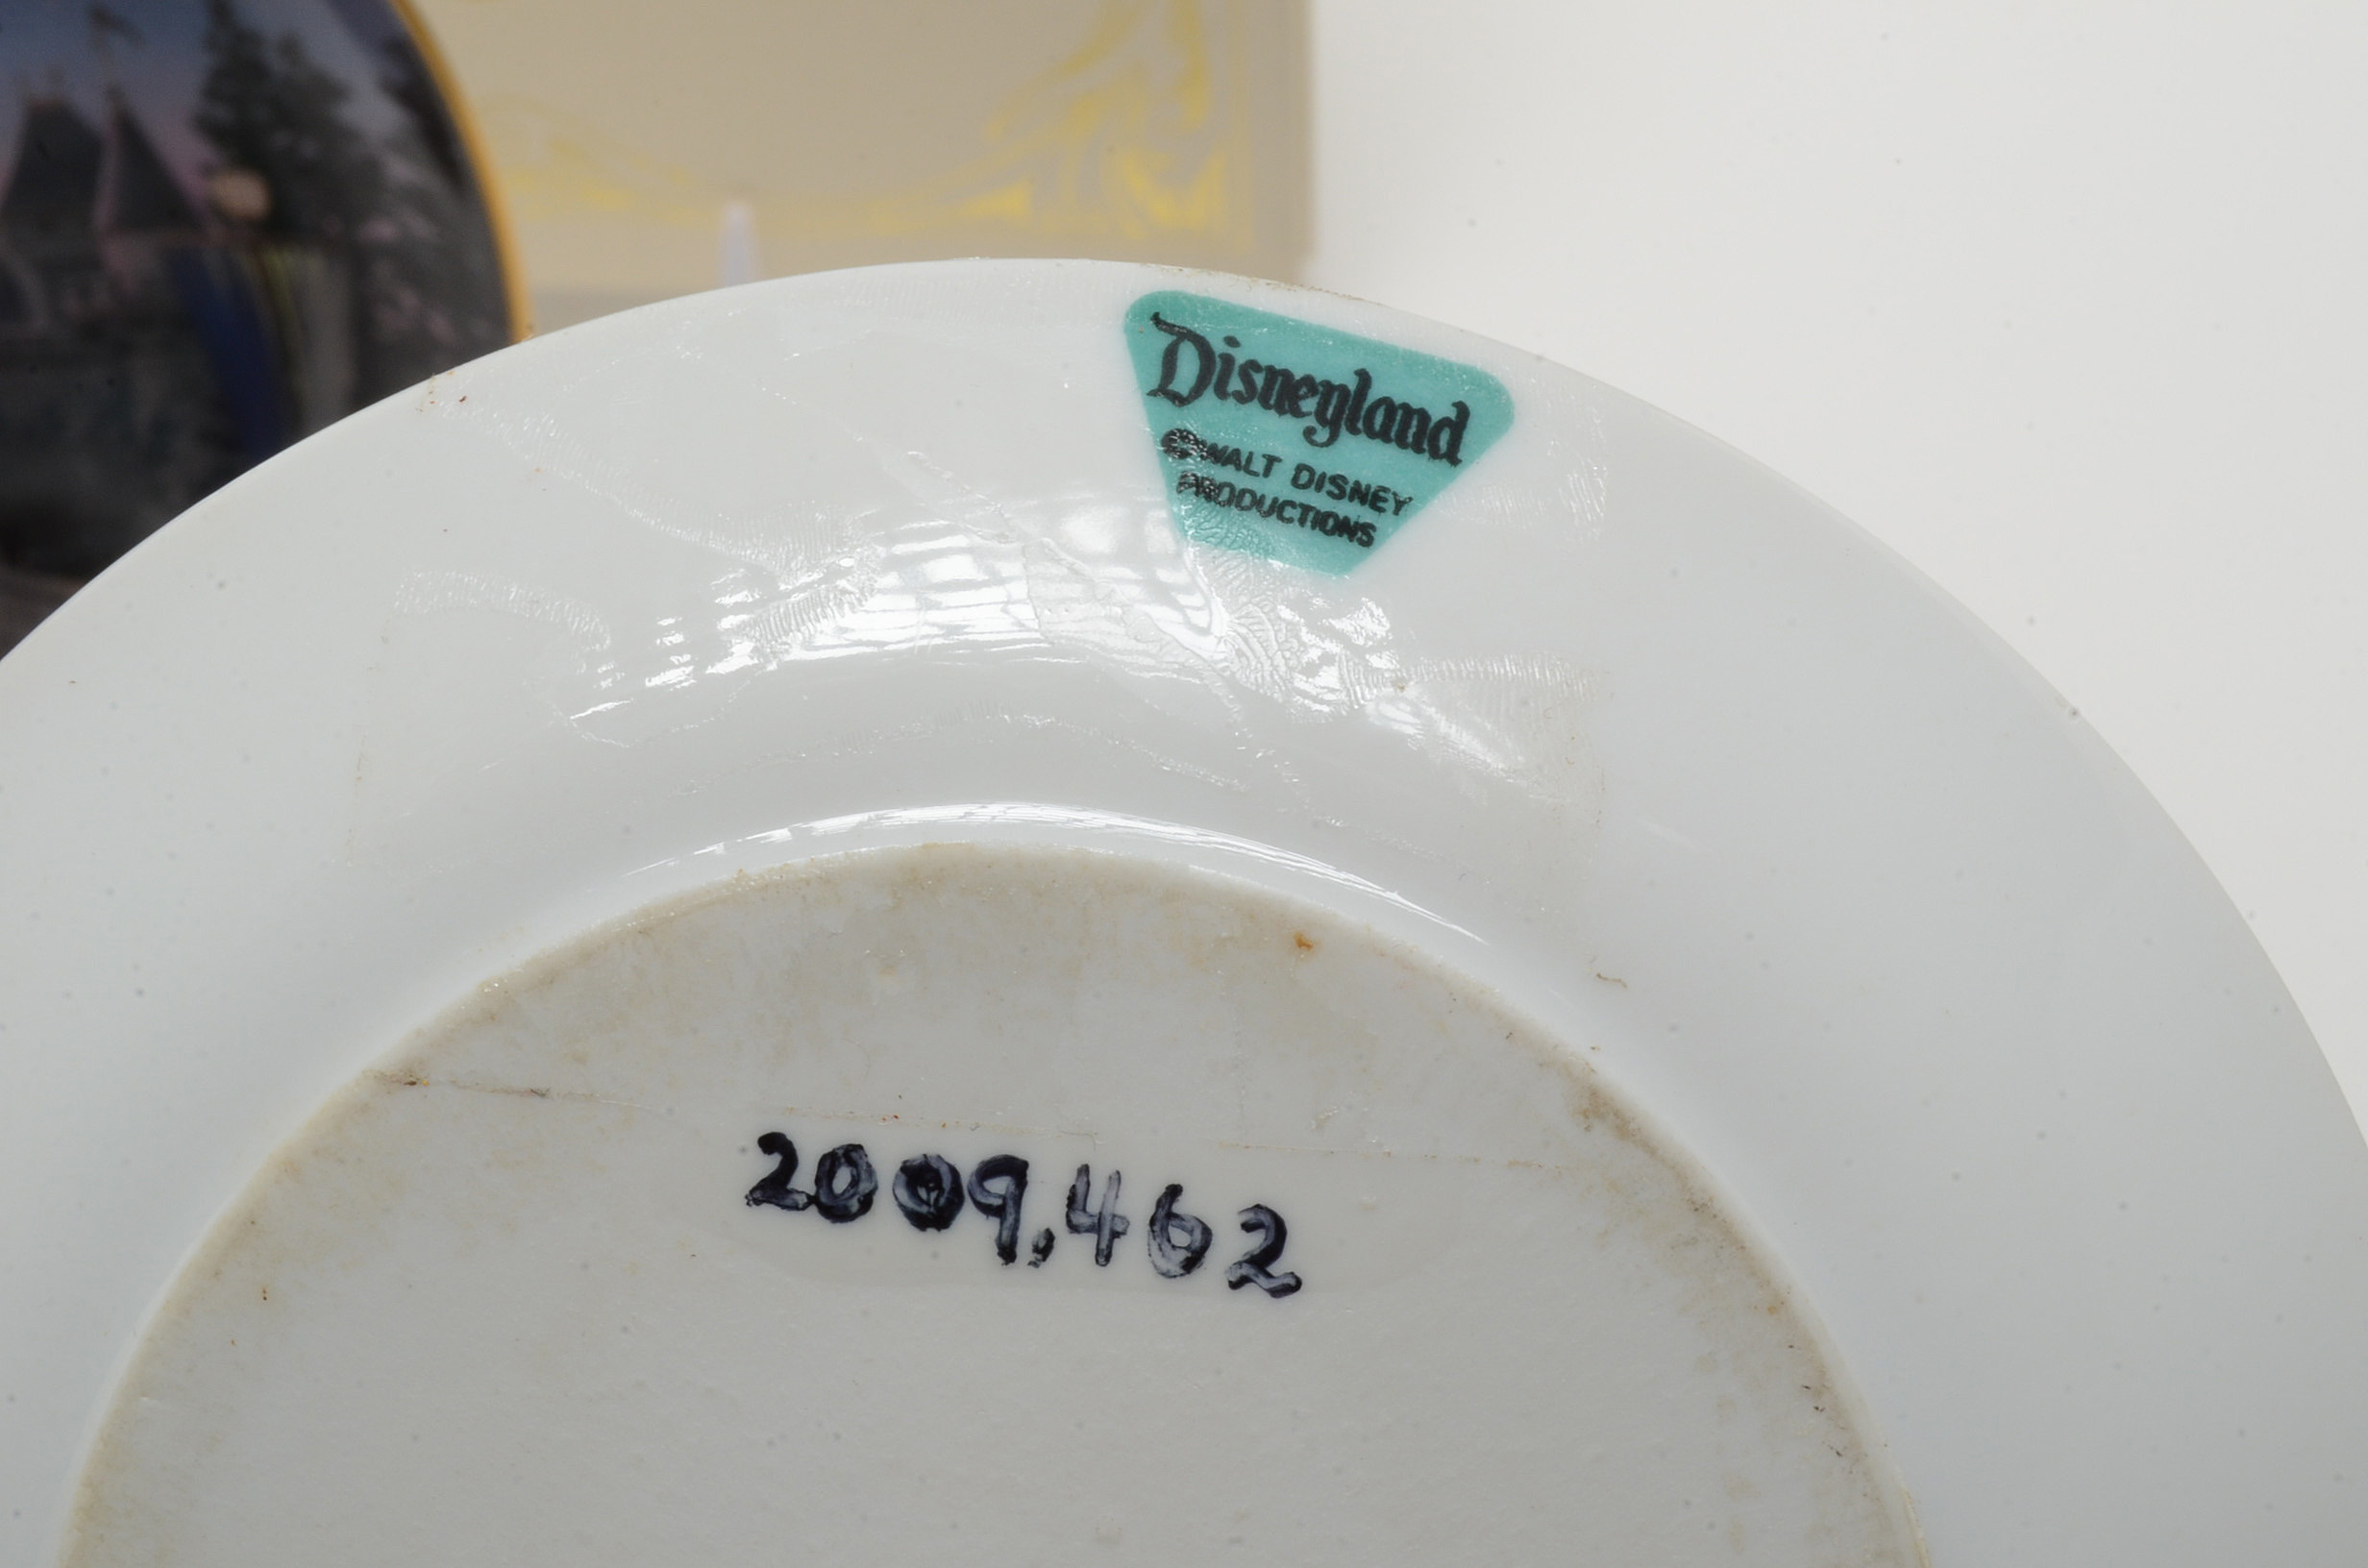 Disneyland
©WALT DISNEY
PRODUCTIONS
2009,462